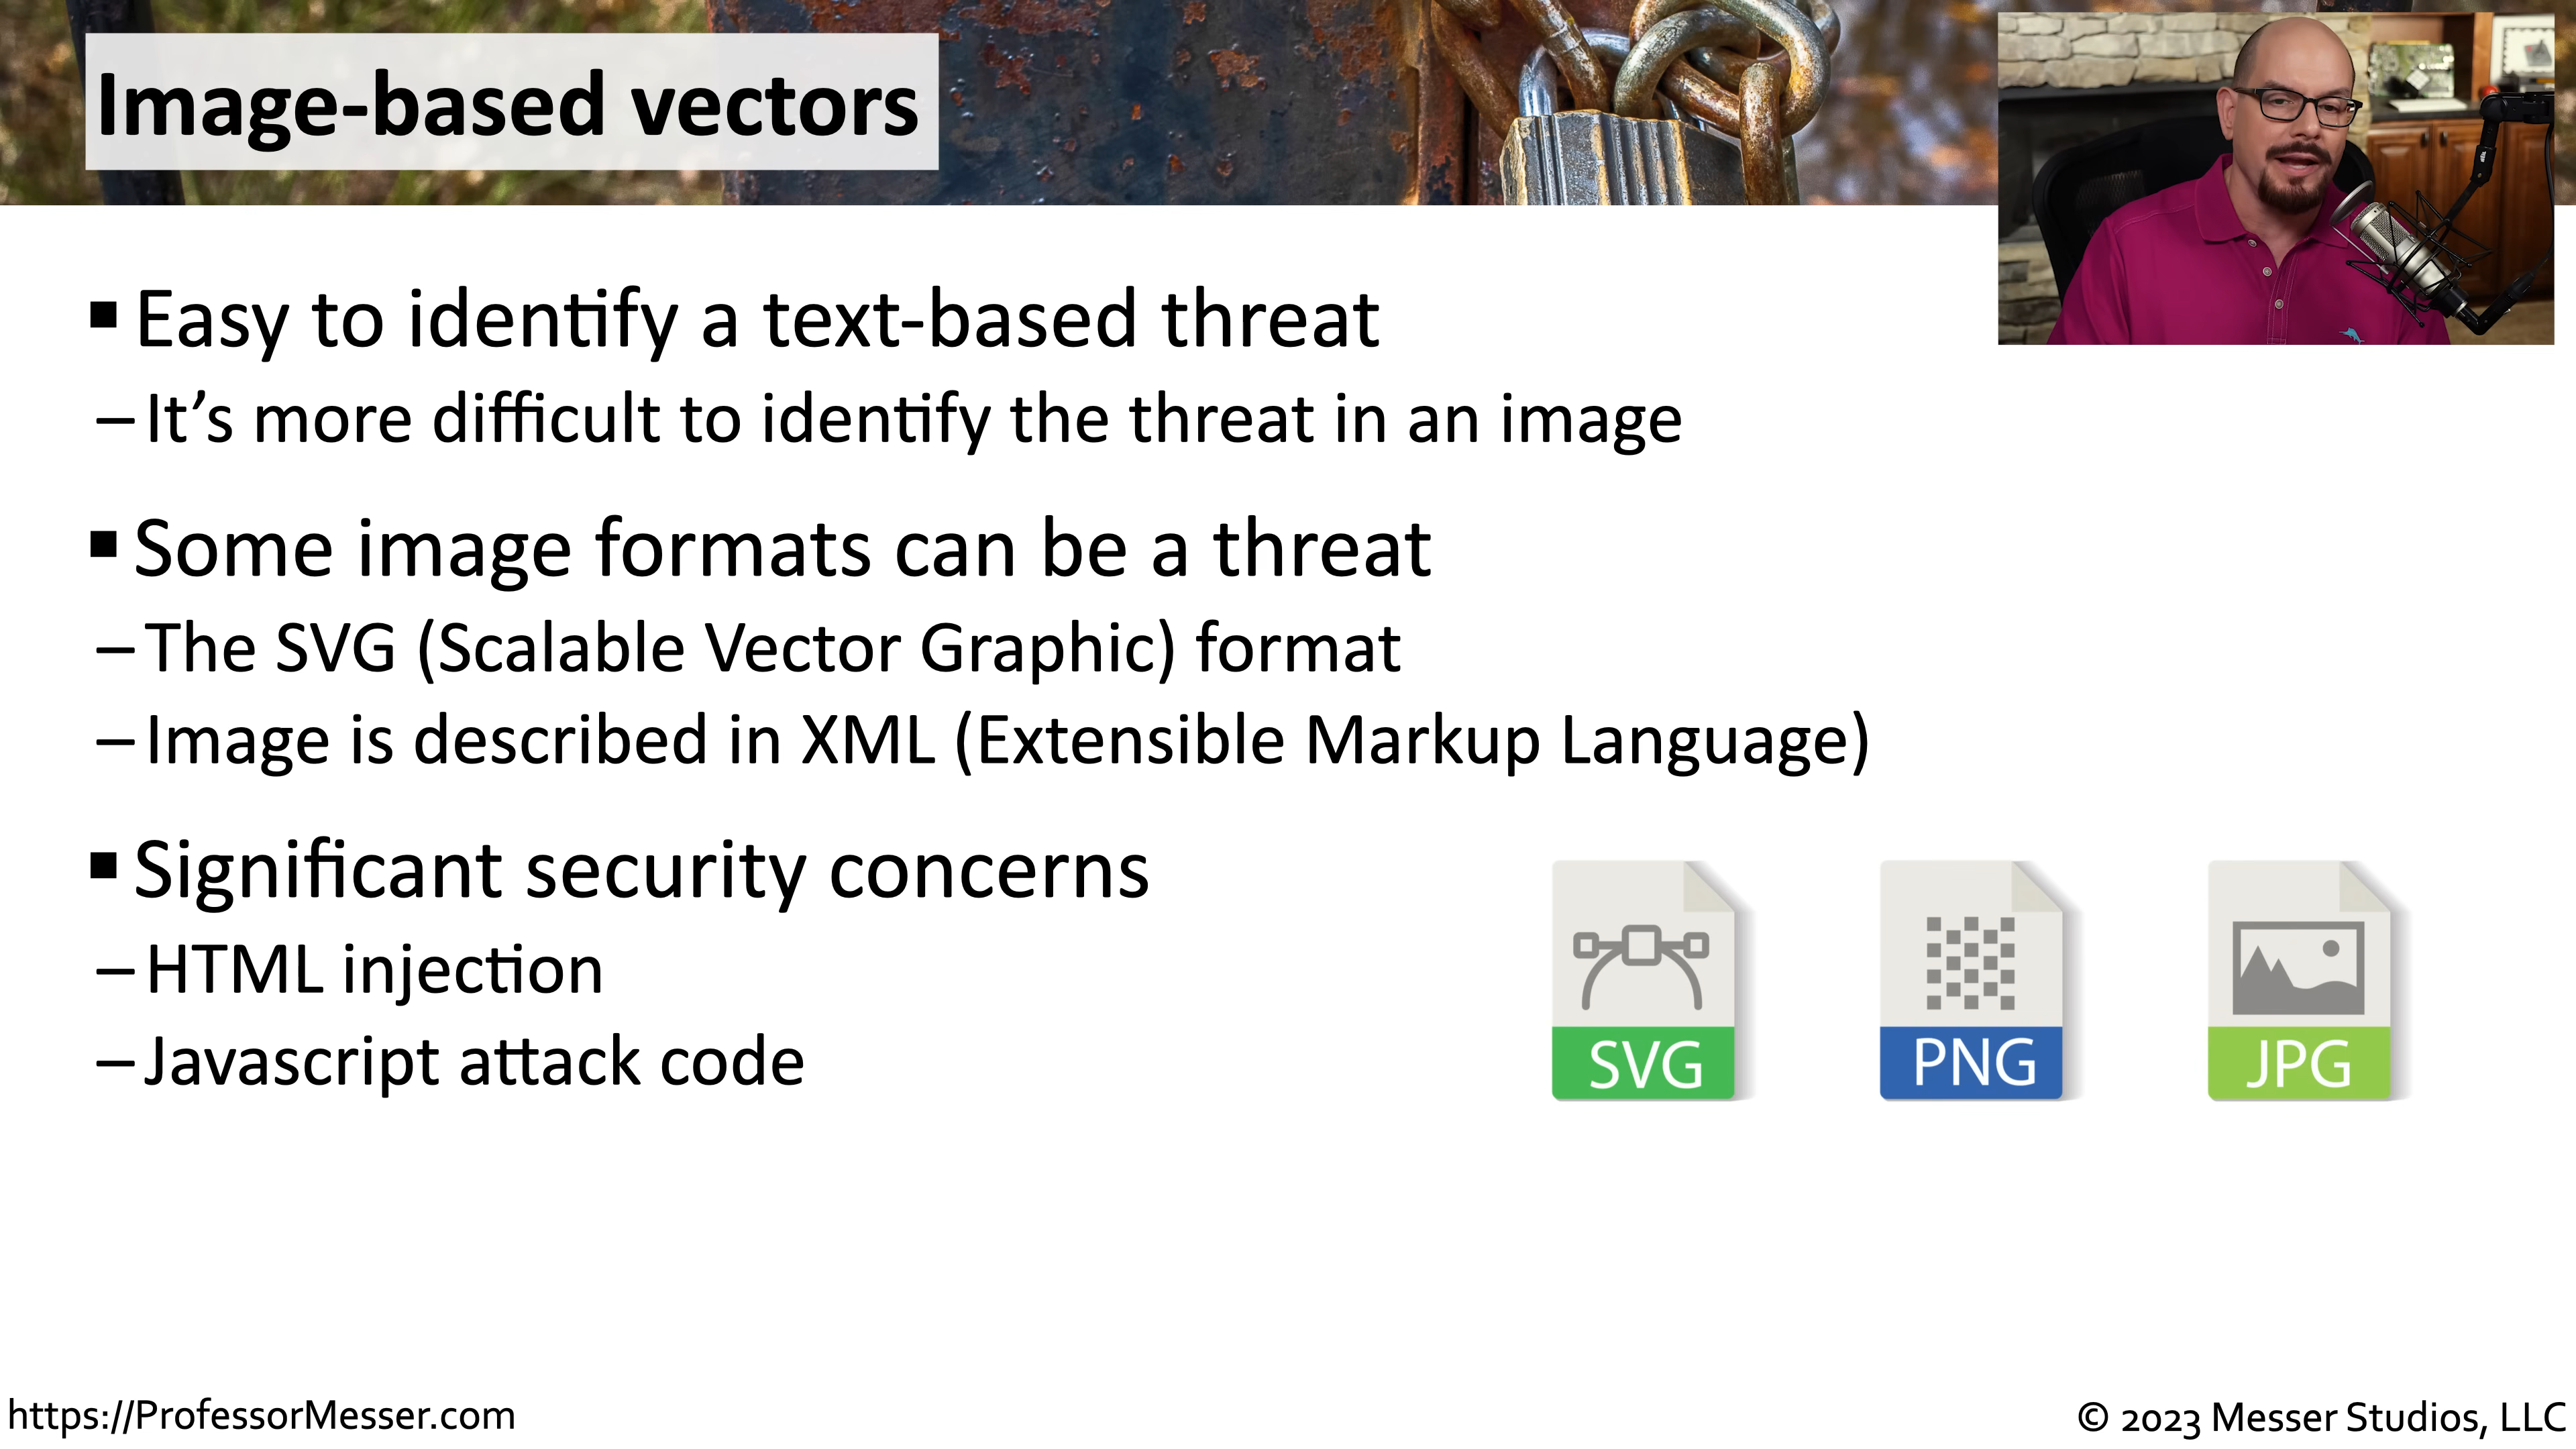 Image-based vectors
▪ Easy to identify a text-based threat
– It’s more difficult to identify the threat in an image
▪ Some image formats can be a threat
– The SVG (Scalable Vector Graphic) format
– Image is described in XML (Extensible Markup Language)
▪ Significant security concerns
– HTML injection
– Javascript attack code
SVG
PNG
JPG
https://ProfessorMesser.com
© 2023 Messer Studios, LLC